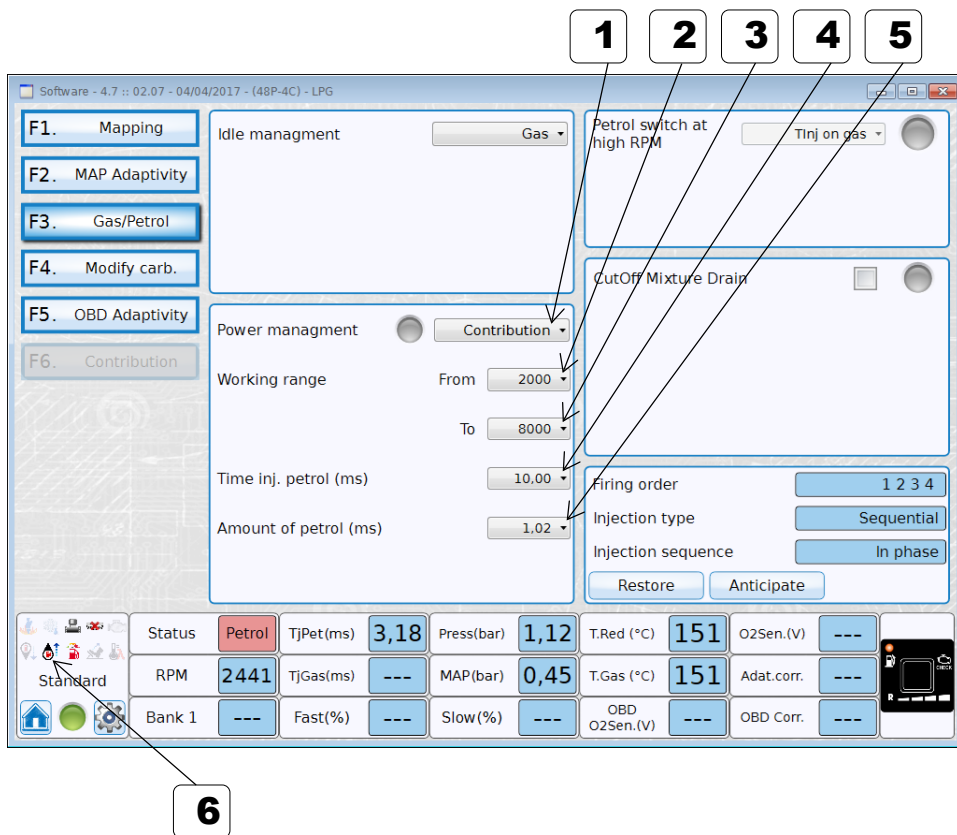 1 2 3 4 5
Software - 4.7 :: 02.07 - 04/04/2017 - (48P-4C) - LPG
F1. Mapping
F2. MAP Adaptivity
F3. Gas/Petrol
F4. Modify carb.
F5. OBD Adaptivity
F6. Contribution
Idle managment Gas
Power managment Contribution
Working range From 2000
To 8000
Time inj. petrol (ms) 10,00
Amount of petrol (ms) 1,02
Petrol switch at
high RPM
TInj on gas
CutOff Mixture Drain
Firing order 1 2 3 4
Injection type Sequential
Injection sequence In phase
Restore Anticipate
Standard
Status Petrol TjPet(ms) 3,18 Press(bar) 1,12 T.Red (°C) 151 O2Sen.(V) ---
RPM 2441 TjGas(ms) --- MAP(bar) 0,45 T.Gas (°C) 151 Adat.corr. ---
Bank 1 --- Fast(%) --- Slow(%) --- OBD
O2Sen.(V) --- OBD Corr. ---
CHECK
R
6